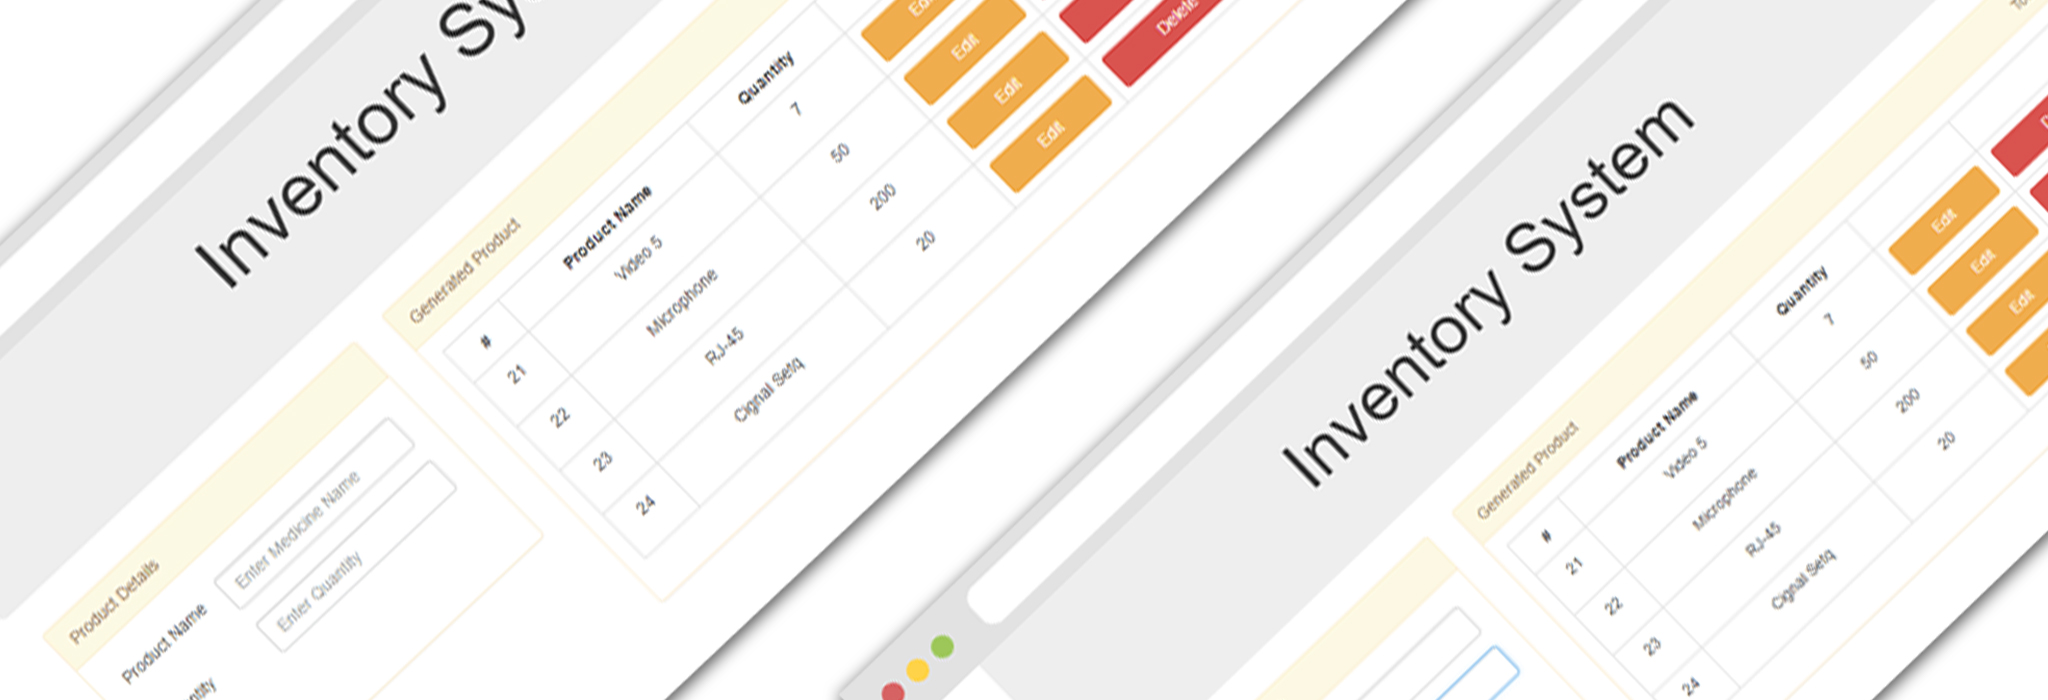 Inventory Sy
Generated Product
# Product Name Quantity
21 Video 5 7 Edit
22 Microphone 50 Edit
23 RJ-45 200 Edit Delete
24 Cignal Setq 20 Edit
Product Details
Product Name Enter Medicine Name
ntity Enter Quantity
Inventory System
Generated Product
# Product Name Quantity
21 Video 5 7 Edit
22 Microphone 50 Edit
23 RJ-45 200 Edit
24 Cignal Setq 20